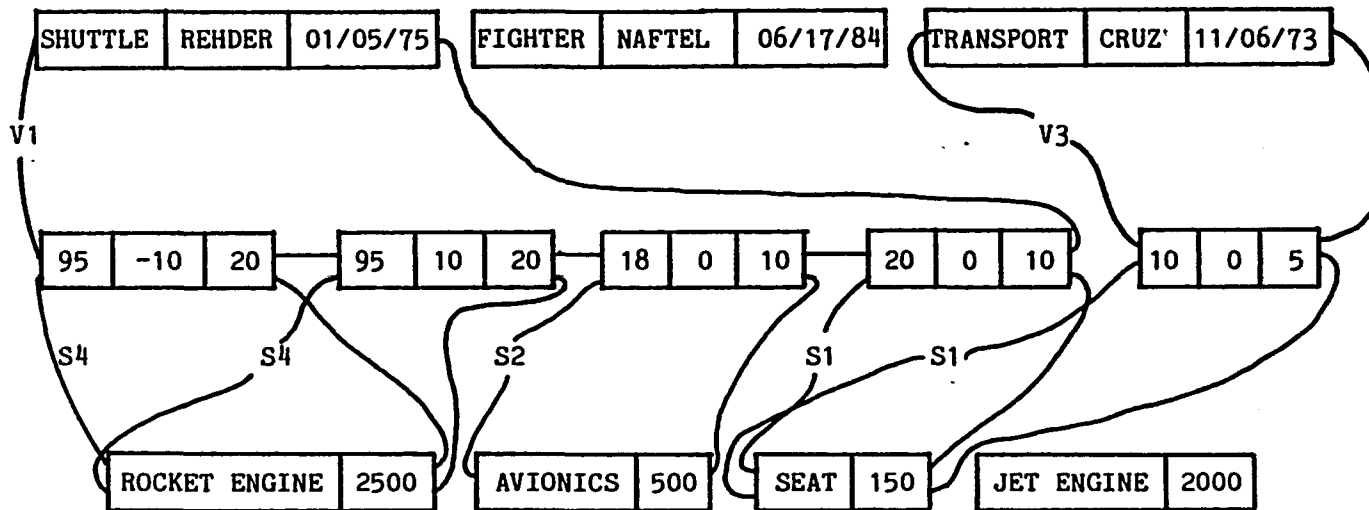 SHUTTLE REHDER 01/05/75 FIGHTER NAFTEL 06/17/84 TRANSPORT CRUZ 11/06/73
V1 V3
95 -10 20 95 10 20 18 0 10 20 0 10 10 0 5
S4 S4 S2 S1 S1
ROCKET ENGINE 2500 AVIONICS 500 SEAT 150 JET ENGINE 2000